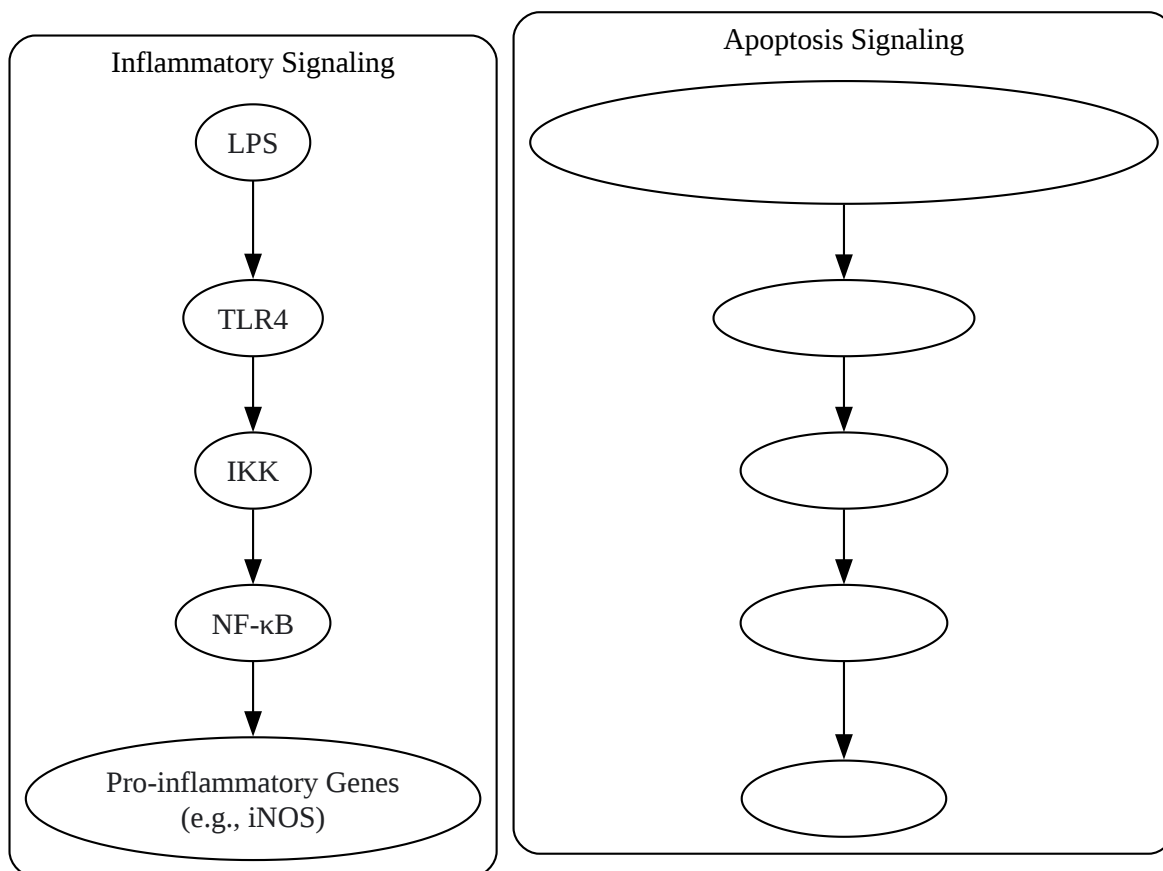 Inflammatory Signaling
LPS
TLR4
IKK
NF-κB
Pro-inflammatory Genes
(e.g., iNOS)
Apoptosis Signaling